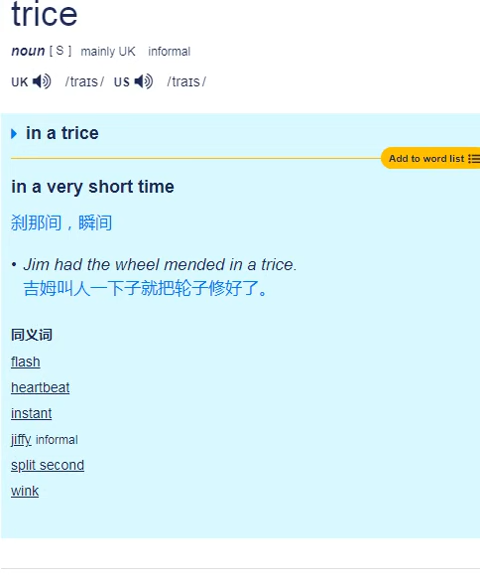 trice
noun [ S ] mainly UK informal
UK /traɪs/ US /traɪs/
in a trice
Add to word list
in a very short time
刹那间，瞬间
• Jim had the wheel mended in a trice.
吉姆叫人一下子就把轮子修好了。
同义词
flash
heartbeat
instant
jiffy informal
split second
wink